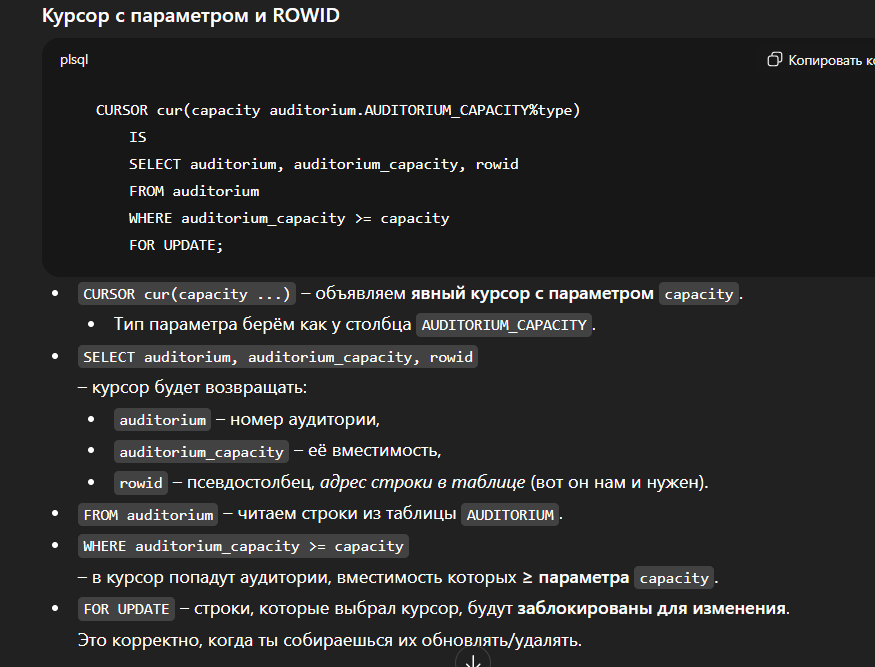 Курсор с параметром и ROWID
plsql
Копировать к
CURSOR cur(capacity auditorium.AUDITORIUM_CAPACITY%type)
IS
SELECT auditorium, auditorium_capacity, rowid
FROM auditorium
WHERE auditorium_capacity >= capacity
FOR UPDATE;
• CURSOR cur(capacity ...) – объявляем явный курсор с параметром capacity.
• Тип параметра берём как у столбца AUDITORIUM_CAPACITY.
• SELECT auditorium, auditorium_capacity, rowid
– курсор будет возвращать:
• auditorium – номер аудитории,
• auditorium_capacity – её вместимость,
• rowid – псевдостолбец, адрес строки в таблице (вот он нам и нужен).
• FROM auditorium – читаем строки из таблицы AUDITORIUM.
• WHERE auditorium_capacity >= capacity
– в курсор попадут аудитории, вместимость которых ≥ параметра capacity.
• FOR UPDATE – строки, которые выбрал курсор, будут заблокированы для изменения.
Это корректно, когда ты собираешься их обновлять/удалять.